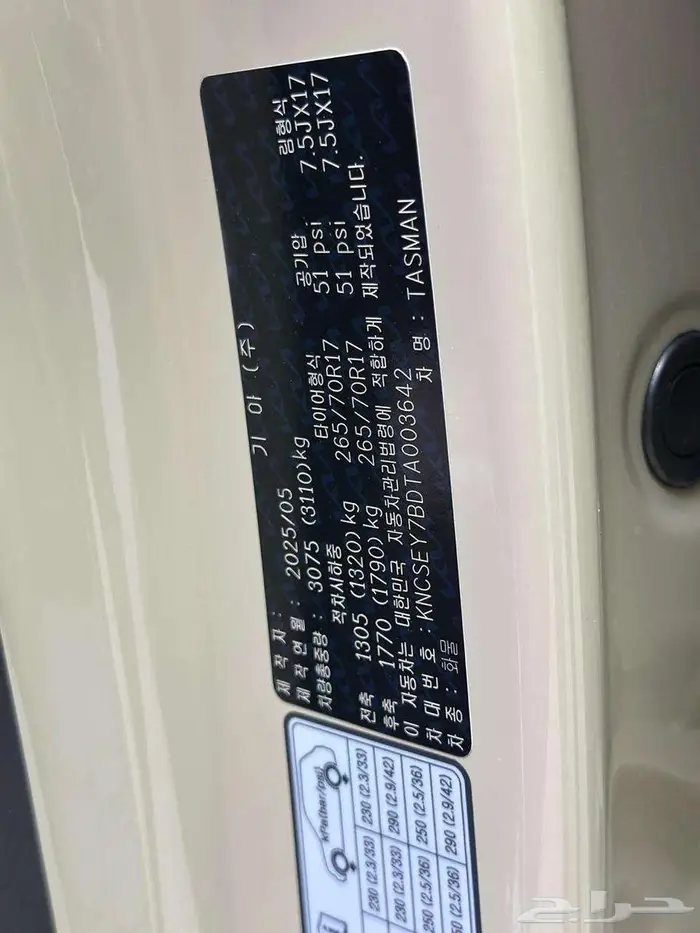 제 작 자 : 기 아 (주)
제 작 연 월 : 2025/05
차량총중량 : 3075 (3110)kg
적차시하중 타이어형식 공기압 림형식
전축 1305 (1320)kg 265/70R17 51 psi 7.5JX17
후축 1770 (1790)kg 265/70R17 51 psi 7.5JX17
이 자동차는 대한민국 자동차관리법령에 적합하게 제작되었습니다.
차 대 번 호 : KNCSEY7BDTA003642
차 종 : 화물 차 명 : TASMAN
i kPa(bar/psi)
230 (2.3/33) 230 (2.3/33)
230 (2.3/33) 290 (2.9/42)
250 (2.5/36) 250 (2.5/36)
50 (2.5/36) 290 (2.9/42)
حراج